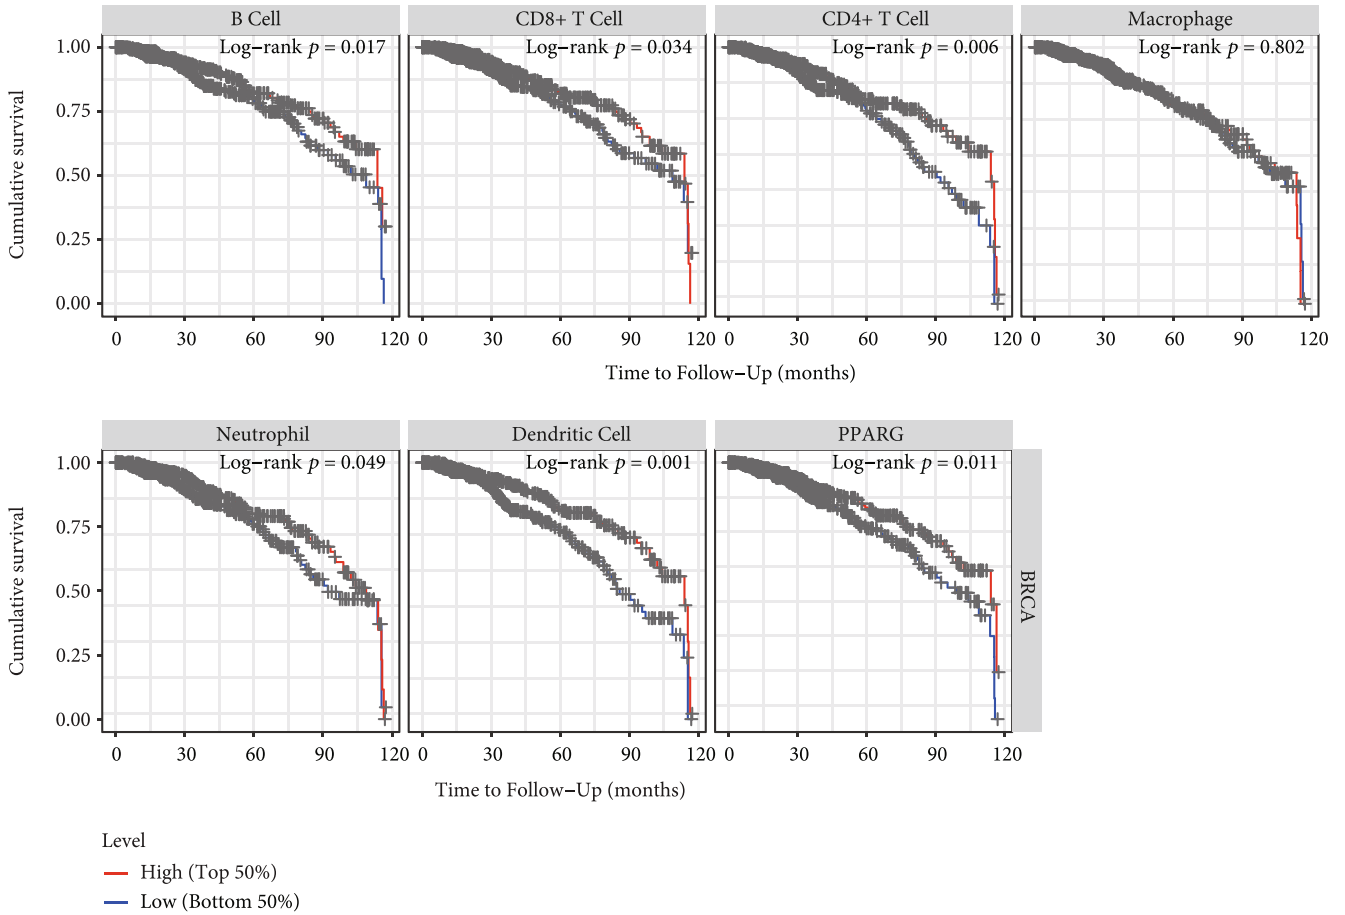 B Cell
CD8+ T Cell
CD4+ T Cell
Macrophage
Log−rank p = 0.017
Log−rank p = 0.034
Log−rank p = 0.006
Log−rank p = 0.802
Cumulative survival
1.00
0.75
0.50
0.25
0.00
0 30 60 90 120
0 30 60 90 120
0 30 60 90 120
0 30 60 90 120
Time to Follow−Up (months)
Neutrophil
Dendritic Cell
PPARG
Log−rank p = 0.049
Log−rank p = 0.001
Log−rank p = 0.011
Cumulative survival
1.00
0.75
0.50
0.25
0.00
BRCA
0 30 60 90 120
0 30 60 90 120
0 30 60 90 120
Time to Follow−Up (months)
Level
High (Top 50%)
Low (Bottom 50%)